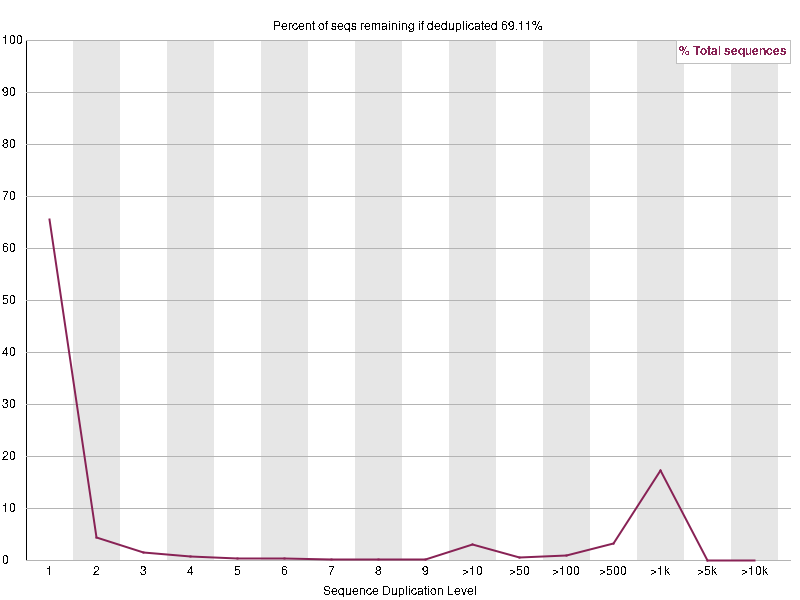 Percent of seqs remaining if deduplicated 69.11%
% Total sequences
100
90
80
70
60
50
40
30
20
10
0
1 2 3 4 5 6 7 8 9 >10 >50 >100 >500 >1k >5k >10k
Sequence Duplication Level